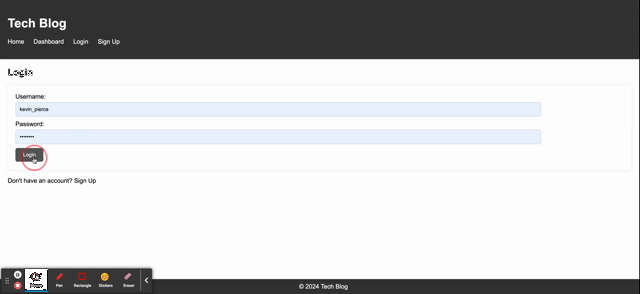 Tech Blog
Home Dashboard Login Sign Up
Login
Username:
kevin_pierce
Password:
••••••••
Login
Don't have an account? Sign Up
Pen Rectangle Stickers Eraser
© 2024 Tech Blog